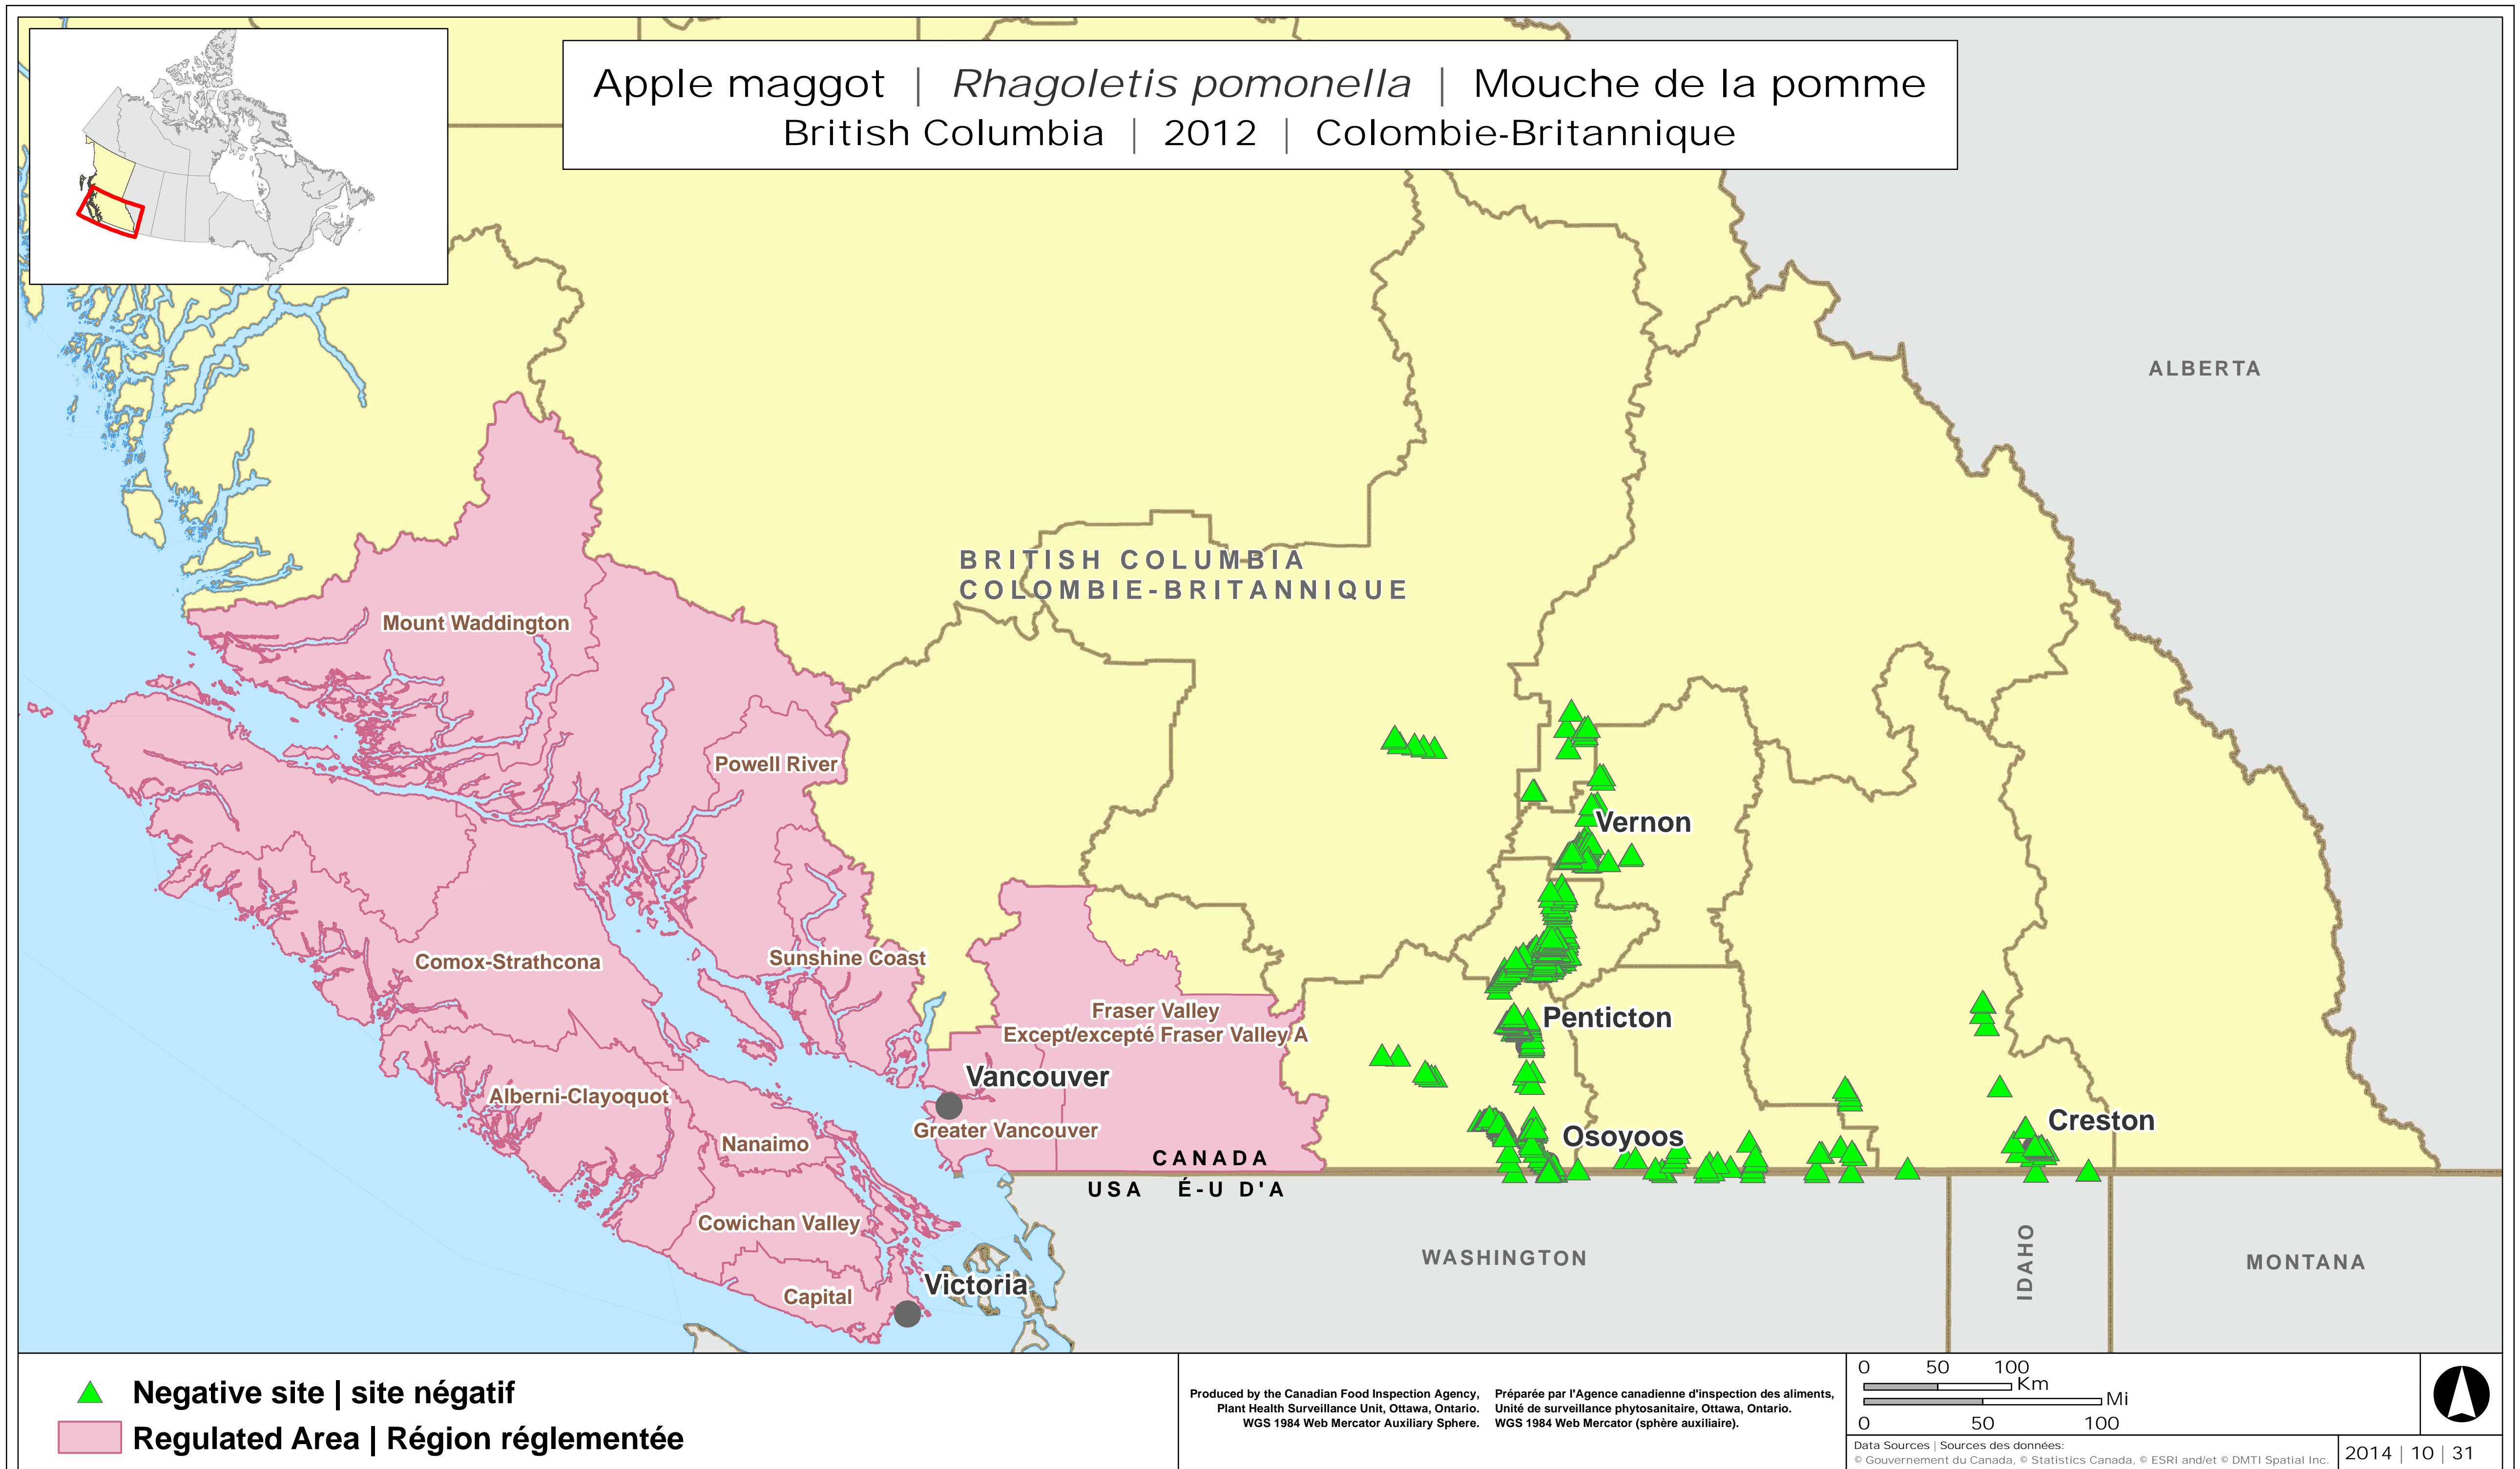 Apple maggot | Rhagoletis pomonella | Mouche de la pomme
British Columbia | 2012 | Colombie-Britannique
ALBERTA
BRITISH COLUMBIA
COLOMBIE-BRITANNIQUE
Mount Waddington
Powell River
Vernon
Comox-Strathcona
Sunshine Coast
Fraser Valley
Except/excepté Fraser Valley A
Penticton
Vancouver
Alberni-Clayoquot
Greater Vancouver
Nanaimo
Osoyoos
Creston
CANADA
USA É-U D'A
Cowichan Valley
WASHINGTON
IDAHO
MONTANA
Victoria
Capital
Negative site | site négatif
Regulated Area | Région réglementée
Produced by the Canadian Food Inspection Agency,
Plant Health Surveillance Unit, Ottawa, Ontario.
WGS 1984 Web Mercator Auxiliary Sphere.
Préparée par l'Agence canadienne d'inspection des aliments,
Unité de surveillance phytosanitaire, Ottawa, Ontario.
WGS 1984 Web Mercator (sphère auxiliaire).
0 50 100
Km
Mi
0 50 100
Data Sources | Sources des données:
© Gouvernement du Canada, © Statistics Canada, © ESRI and/et © DMTI Spatial Inc.
2014 | 10 | 31